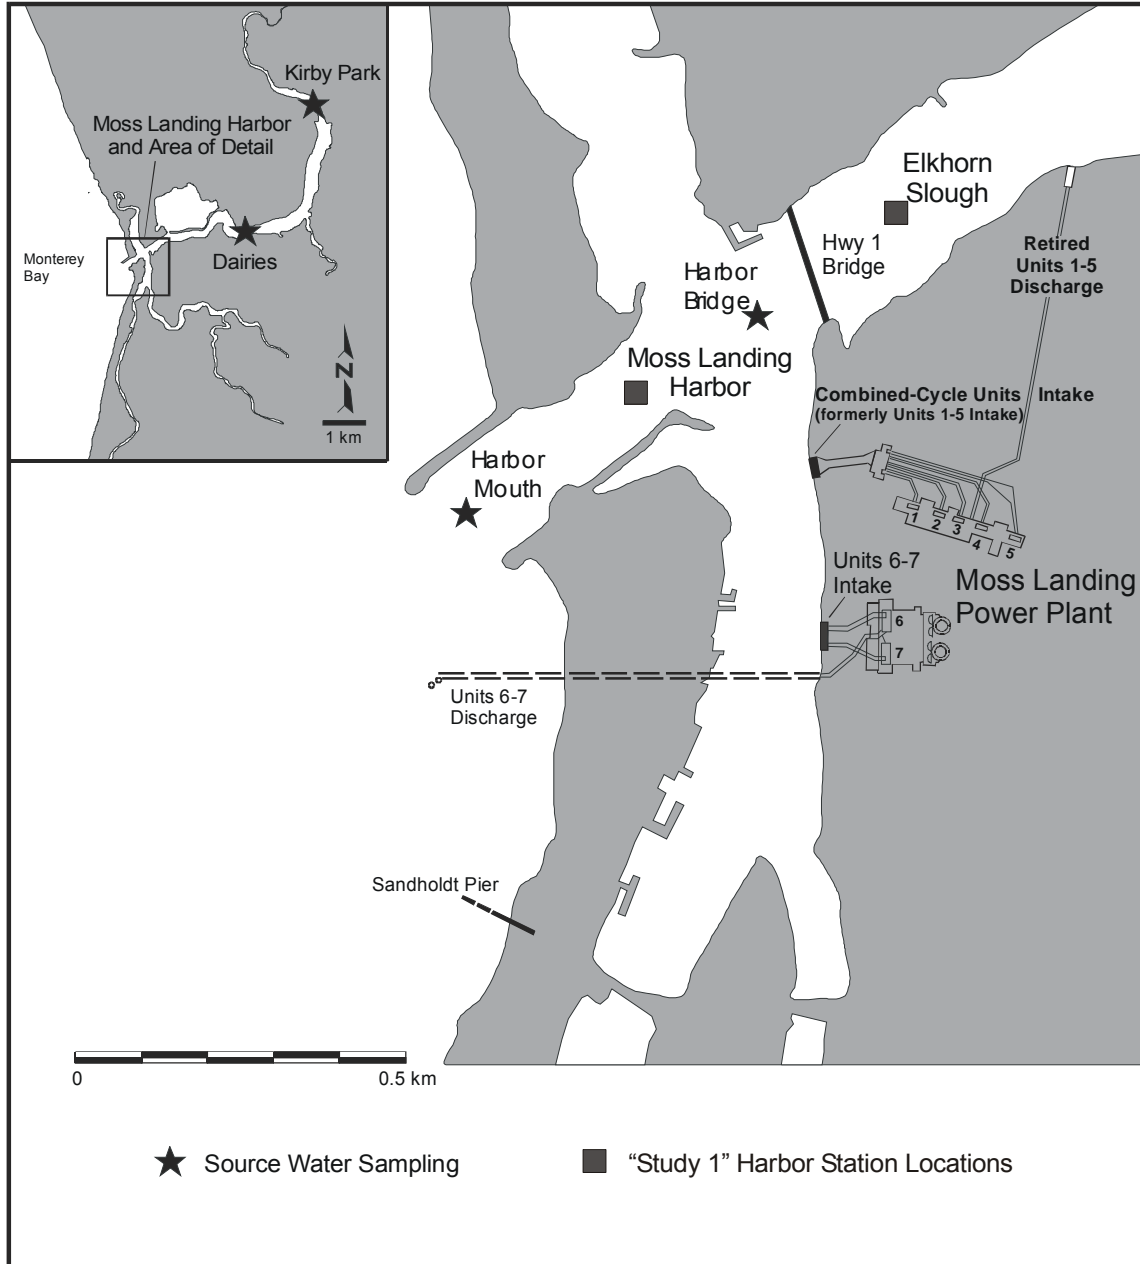 Kirby Park
Moss Landing Harbor
and Area of Detail
Monterey
Bay
Dairies
N
1 km
Elkhorn
Slough
Hwy 1
Bridge
Retired
Units 1-5
Discharge
Harbor
Bridge
Moss Landing
Harbor
Combined-Cycle Units Intake
(formerly Units 1-5 Intake)
Harbor
Mouth
1
2
3
4
5
Units 6-7
Intake
Moss Landing
Power Plant
6
7
Units 6-7
Discharge
Sandholdt Pier
0
0.5 km
Source Water Sampling
“Study 1” Harbor Station Locations